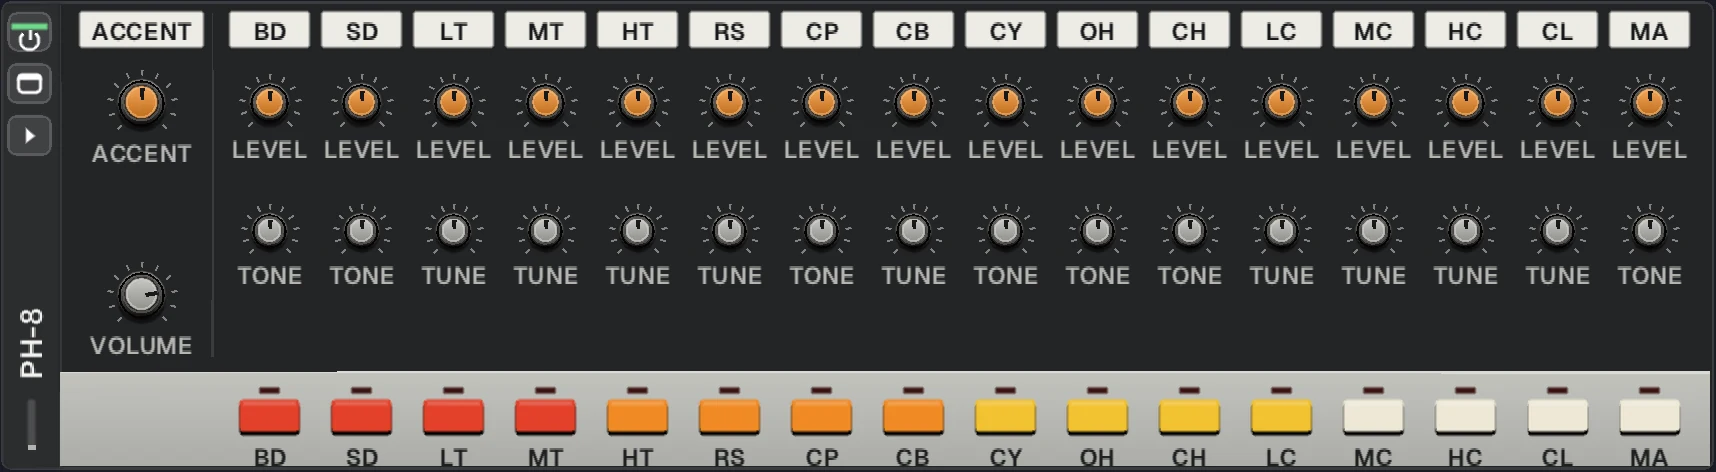 ACCENT BD SD LT MT HT RS CP CB CY OH CH LC MC HC CL MA
ACCENT LEVEL LEVEL LEVEL LEVEL LEVEL LEVEL LEVEL LEVEL LEVEL LEVEL LEVEL LEVEL LEVEL LEVEL LEVEL LEVEL
TONE TONE TUNE TUNE TUNE TUNE TONE TUNE TONE TONE TONE TUNE TUNE TUNE TUNE TONE
VOLUME
PH-8
BD SD LT MT HT RS CP CB CY OH CH LC MC HC CL MA